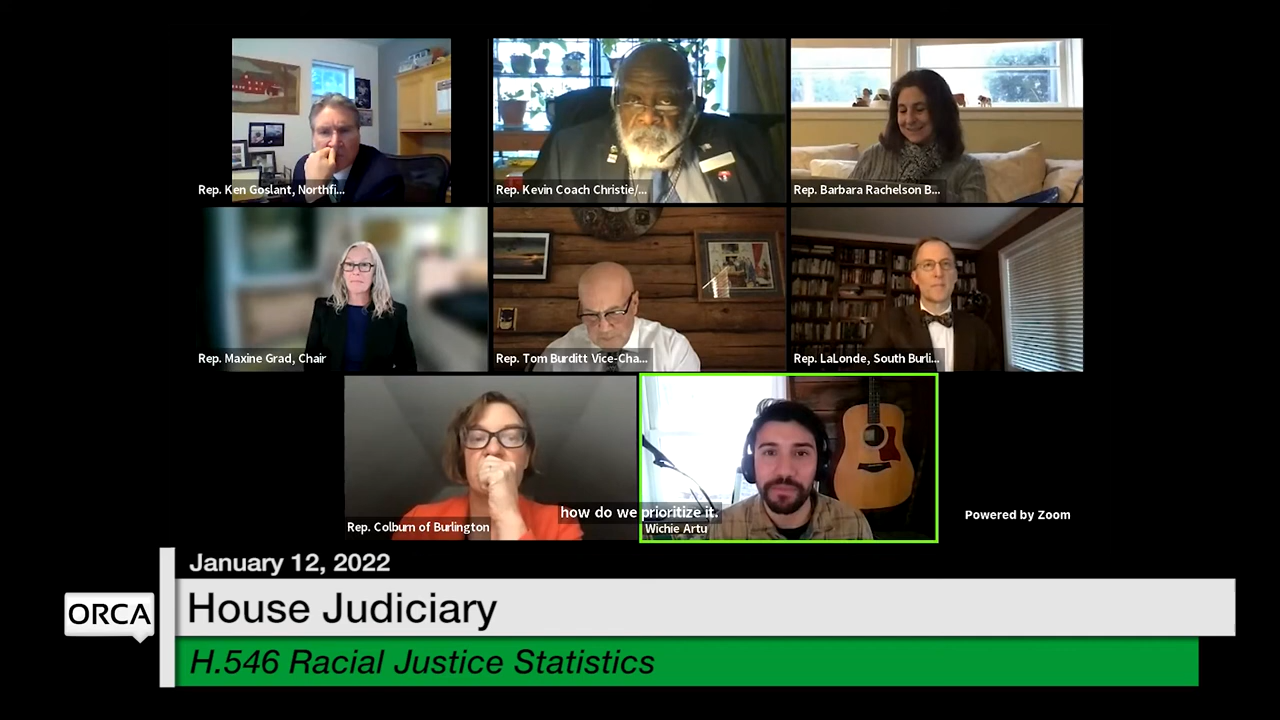 Rep. Ken Goslant, Northfi...
Rep. Kevin Coach Christie/...
Rep. Barbara Rachelson B...
Rep. Maxine Grad, Chair
Rep. Tom Burditt Vice-Cha...
Rep. LaLonde, South Burli...
how do we prioritize it.
Rep. Colburn of Burlington
Wichie Artu
Powered by Zoom
January 12, 2022
ORCA
House Judiciary
H.546 Racial Justice Statistics